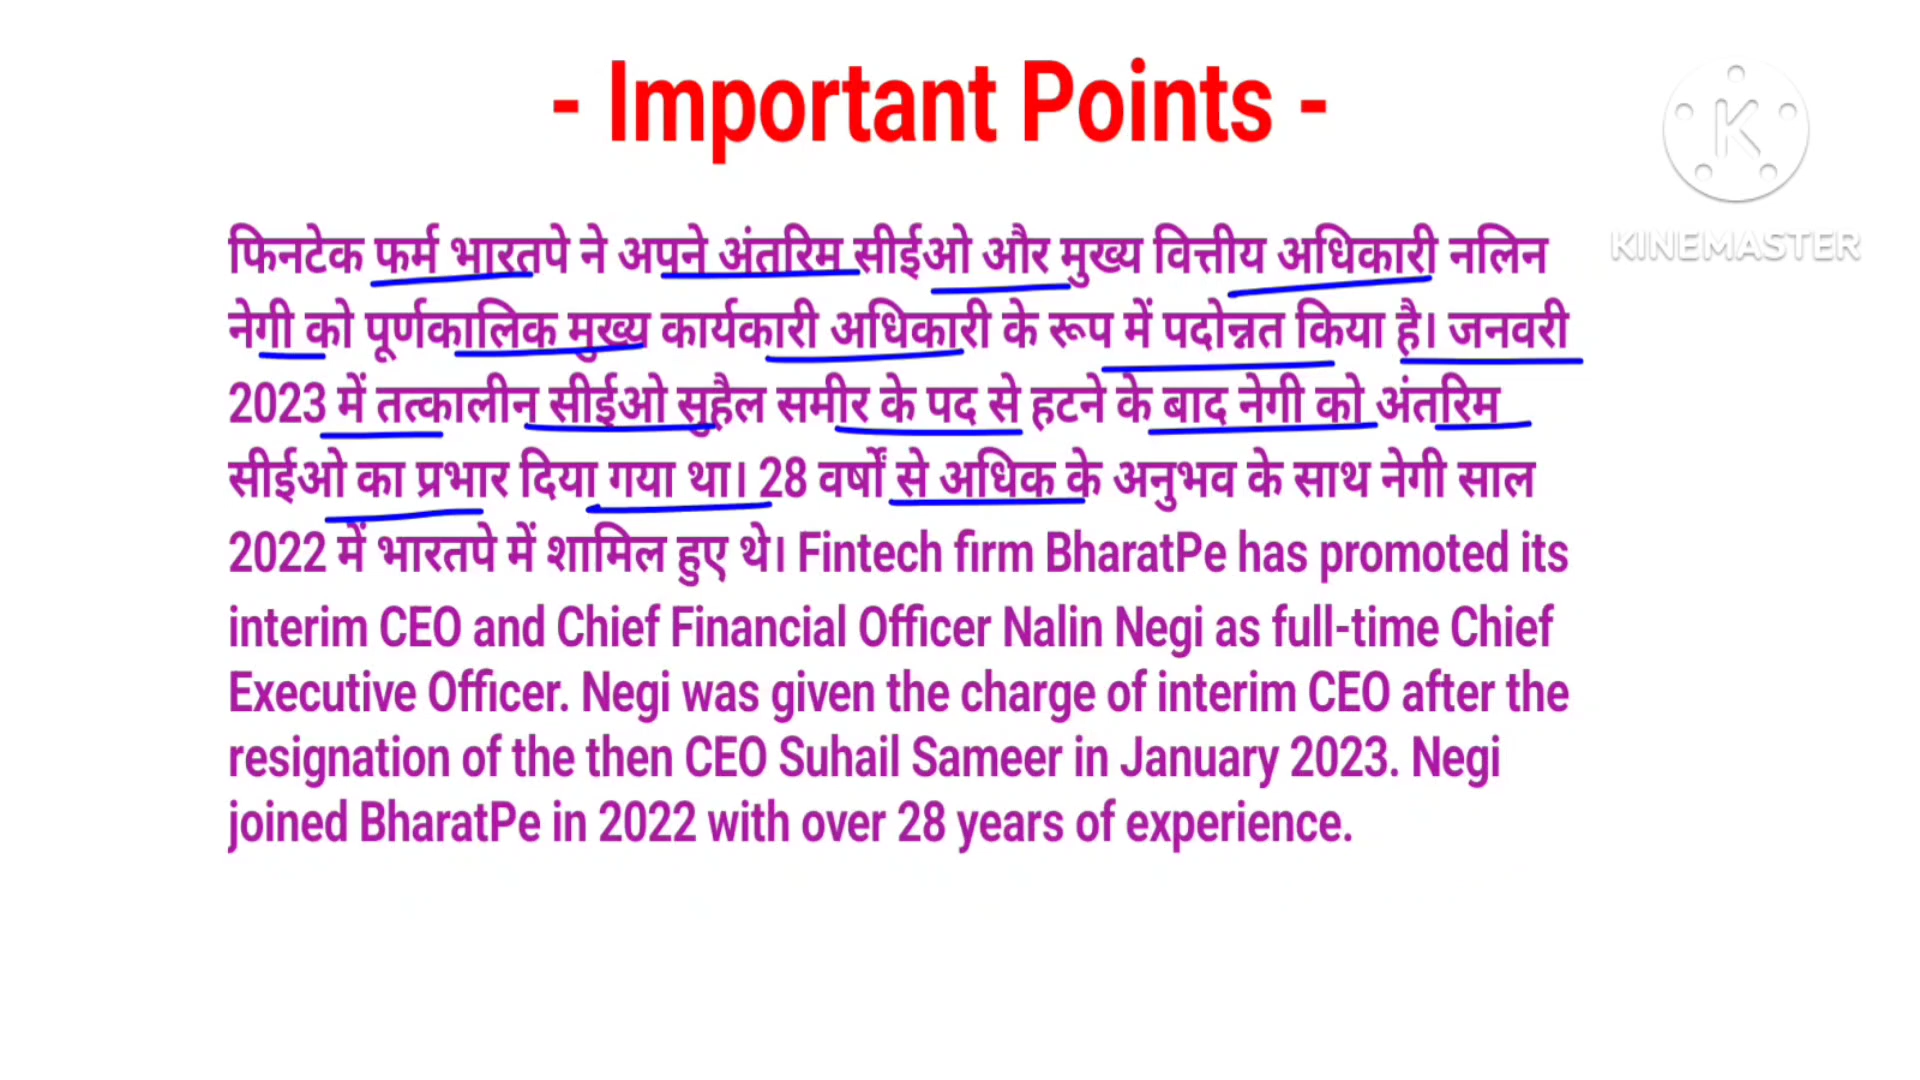 - Important Points -
KINEMASTER
फिनटेक फर्म भारतपे ने अपने अंतरिम सीईओ और मुख्य वित्तीय अधिकारी नलिन
नेगी को पूर्णकालिक मुख्य कार्यकारी अधिकारी के रूप में पदोन्नत किया है। जनवरी
2023 में तत्कालीन सीईओ सुहैल समीर के पद से हटने के बाद नेगी को अंतरिम
सीईओ का प्रभार दिया गया था। 28 वर्षों से अधिक के अनुभव के साथ नेगी साल
2022 में भारतपे में शामिल हुए थे। Fintech firm BharatPe has promoted its
interim CEO and Chief Financial Officer Nalin Negi as full-time Chief
Executive Officer. Negi was given the charge of interim CEO after the
resignation of the then CEO Suhail Sameer in January 2023. Negi
joined BharatPe in 2022 with over 28 years of experience.